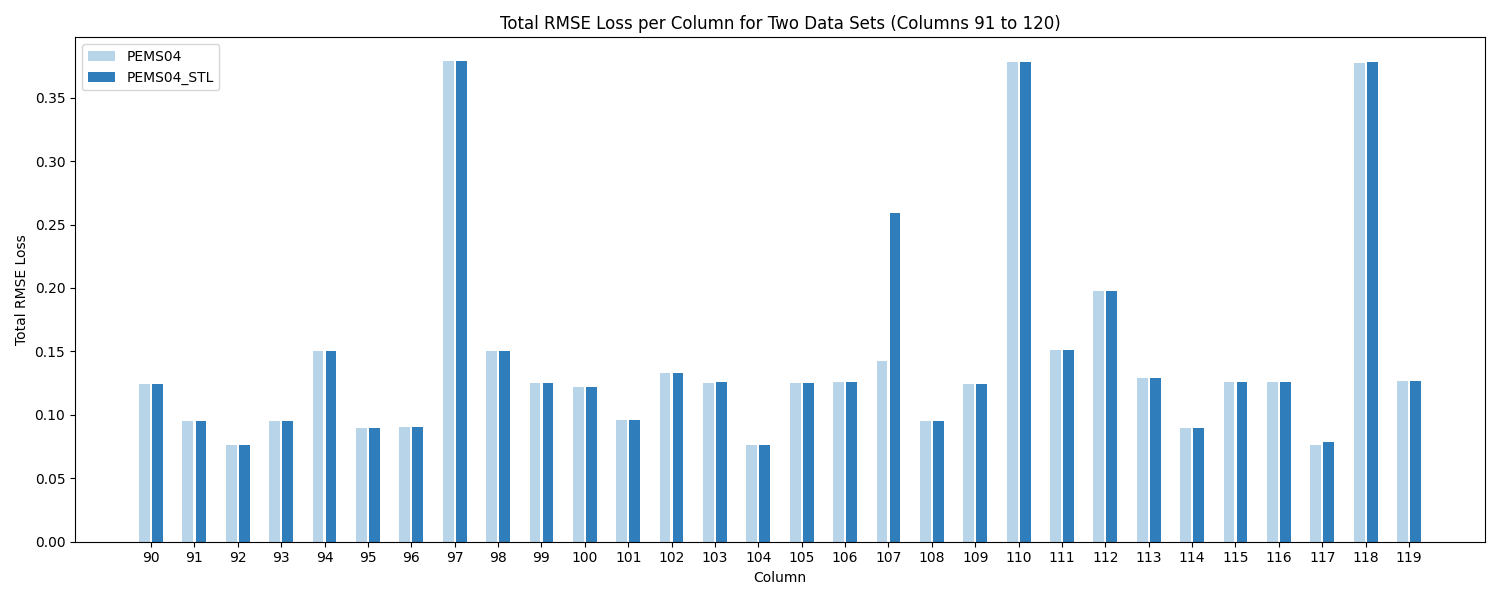 Total RMSE Loss per Column for Two Data Sets (Columns 91 to 120)
PEMS04
PEMS04_STL
Total RMSE Loss
0.35
0.30
0.25
0.20
0.15
0.10
0.05
0.00
90 91 92 93 94 95 96 97 98 99 100 101 102 103 104 105 106 107 108 109 110 111 112 113 114 115 116 117 118 119
Column